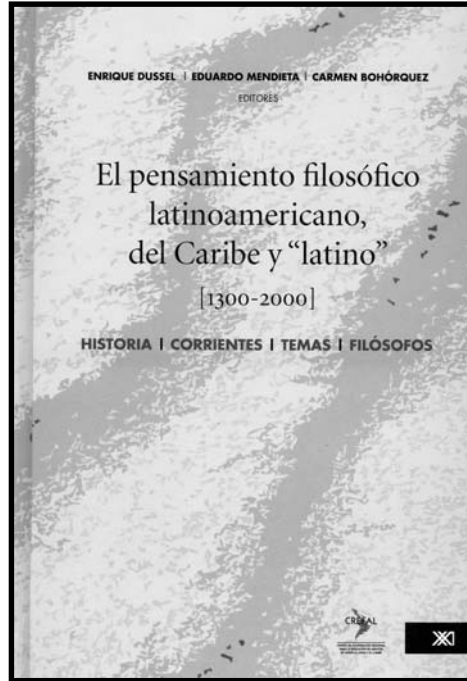 ENRIQUE DUSSEL | EDUARDO MENDIETA | CARMEN BOHÓRQUEZ
EDITORES
El pensamiento filosófico
latinoamericano,
del Caribe y “latino”
[1300-2000]
HISTORIA | CORRIENTES | TEMAS | FILÓSOFOS
CREFAL
XXI